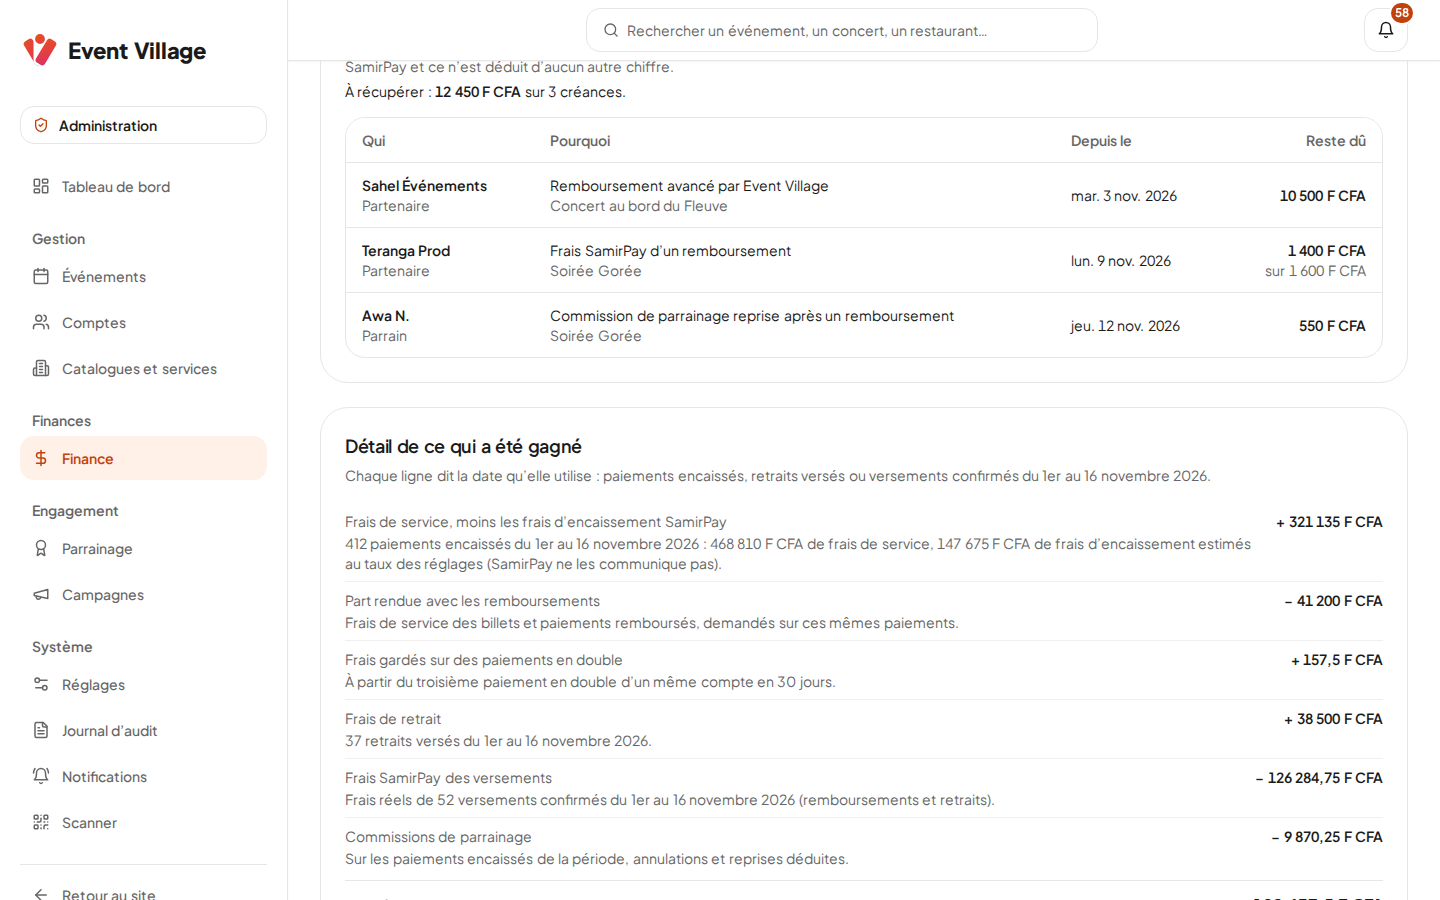 Event Village
Rechercher un événement, un concert, un restaurant...
58
Administration
Tableau de bord
Gestion
Événements
Comptes
Catalogues et services
Finances
Finance
Engagement
Parrainage
Campagnes
Système
Réglages
Journal d'audit
Notifications
Scanner
Retour au site
SamirPay et ce n'est déduit d'aucun autre chiffre.
À récupérer : 12 450 F CFA sur 3 créances.
Qui Pourquoi Depuis le Reste dû
Sahel Événements Remboursement avancé par Event Village mar. 3 nov. 2026 10 500 F CFA
Partenaire Concert au bord du Fleuve
Teranga Prod Frais SamirPay d'un remboursement lun. 9 nov. 2026 1 400 F CFA
Partenaire Soirée Gorée sur 1 600 F CFA
Awa N. Commission de parrainage reprise après un remboursement jeu. 12 nov. 2026 550 F CFA
Parrain Soirée Gorée
Détail de ce qui a été gagné
Chaque ligne dit la date qu'elle utilise : paiements encaissés, retraits versés ou versements confirmés du 1er au 16 novembre 2026.
Frais de service, moins les frais d'encaissement SamirPay + 321 135 F CFA
412 paiements encaissés du 1er au 16 novembre 2026 : 468 810 F CFA de frais de service, 147 675 F CFA de frais d'encaissement estimés
au taux des réglages (SamirPay ne les communique pas).
Part rendue avec les remboursements − 41 200 F CFA
Frais de service des billets et paiements remboursés, demandés sur ces mêmes paiements.
Frais gardés sur des paiements en double + 157,5 F CFA
À partir du troisième paiement en double d'un même compte en 30 jours.
Frais de retrait + 38 500 F CFA
37 retraits versés du 1er au 16 novembre 2026.
Frais SamirPay des versements − 126 284,75 F CFA
Frais réels de 52 versements confirmés du 1er au 16 novembre 2026 (remboursements et retraits).
Commissions de parrainage − 9 870,25 F CFA
Sur les paiements encaissés de la période, annulations et reprises déduites.